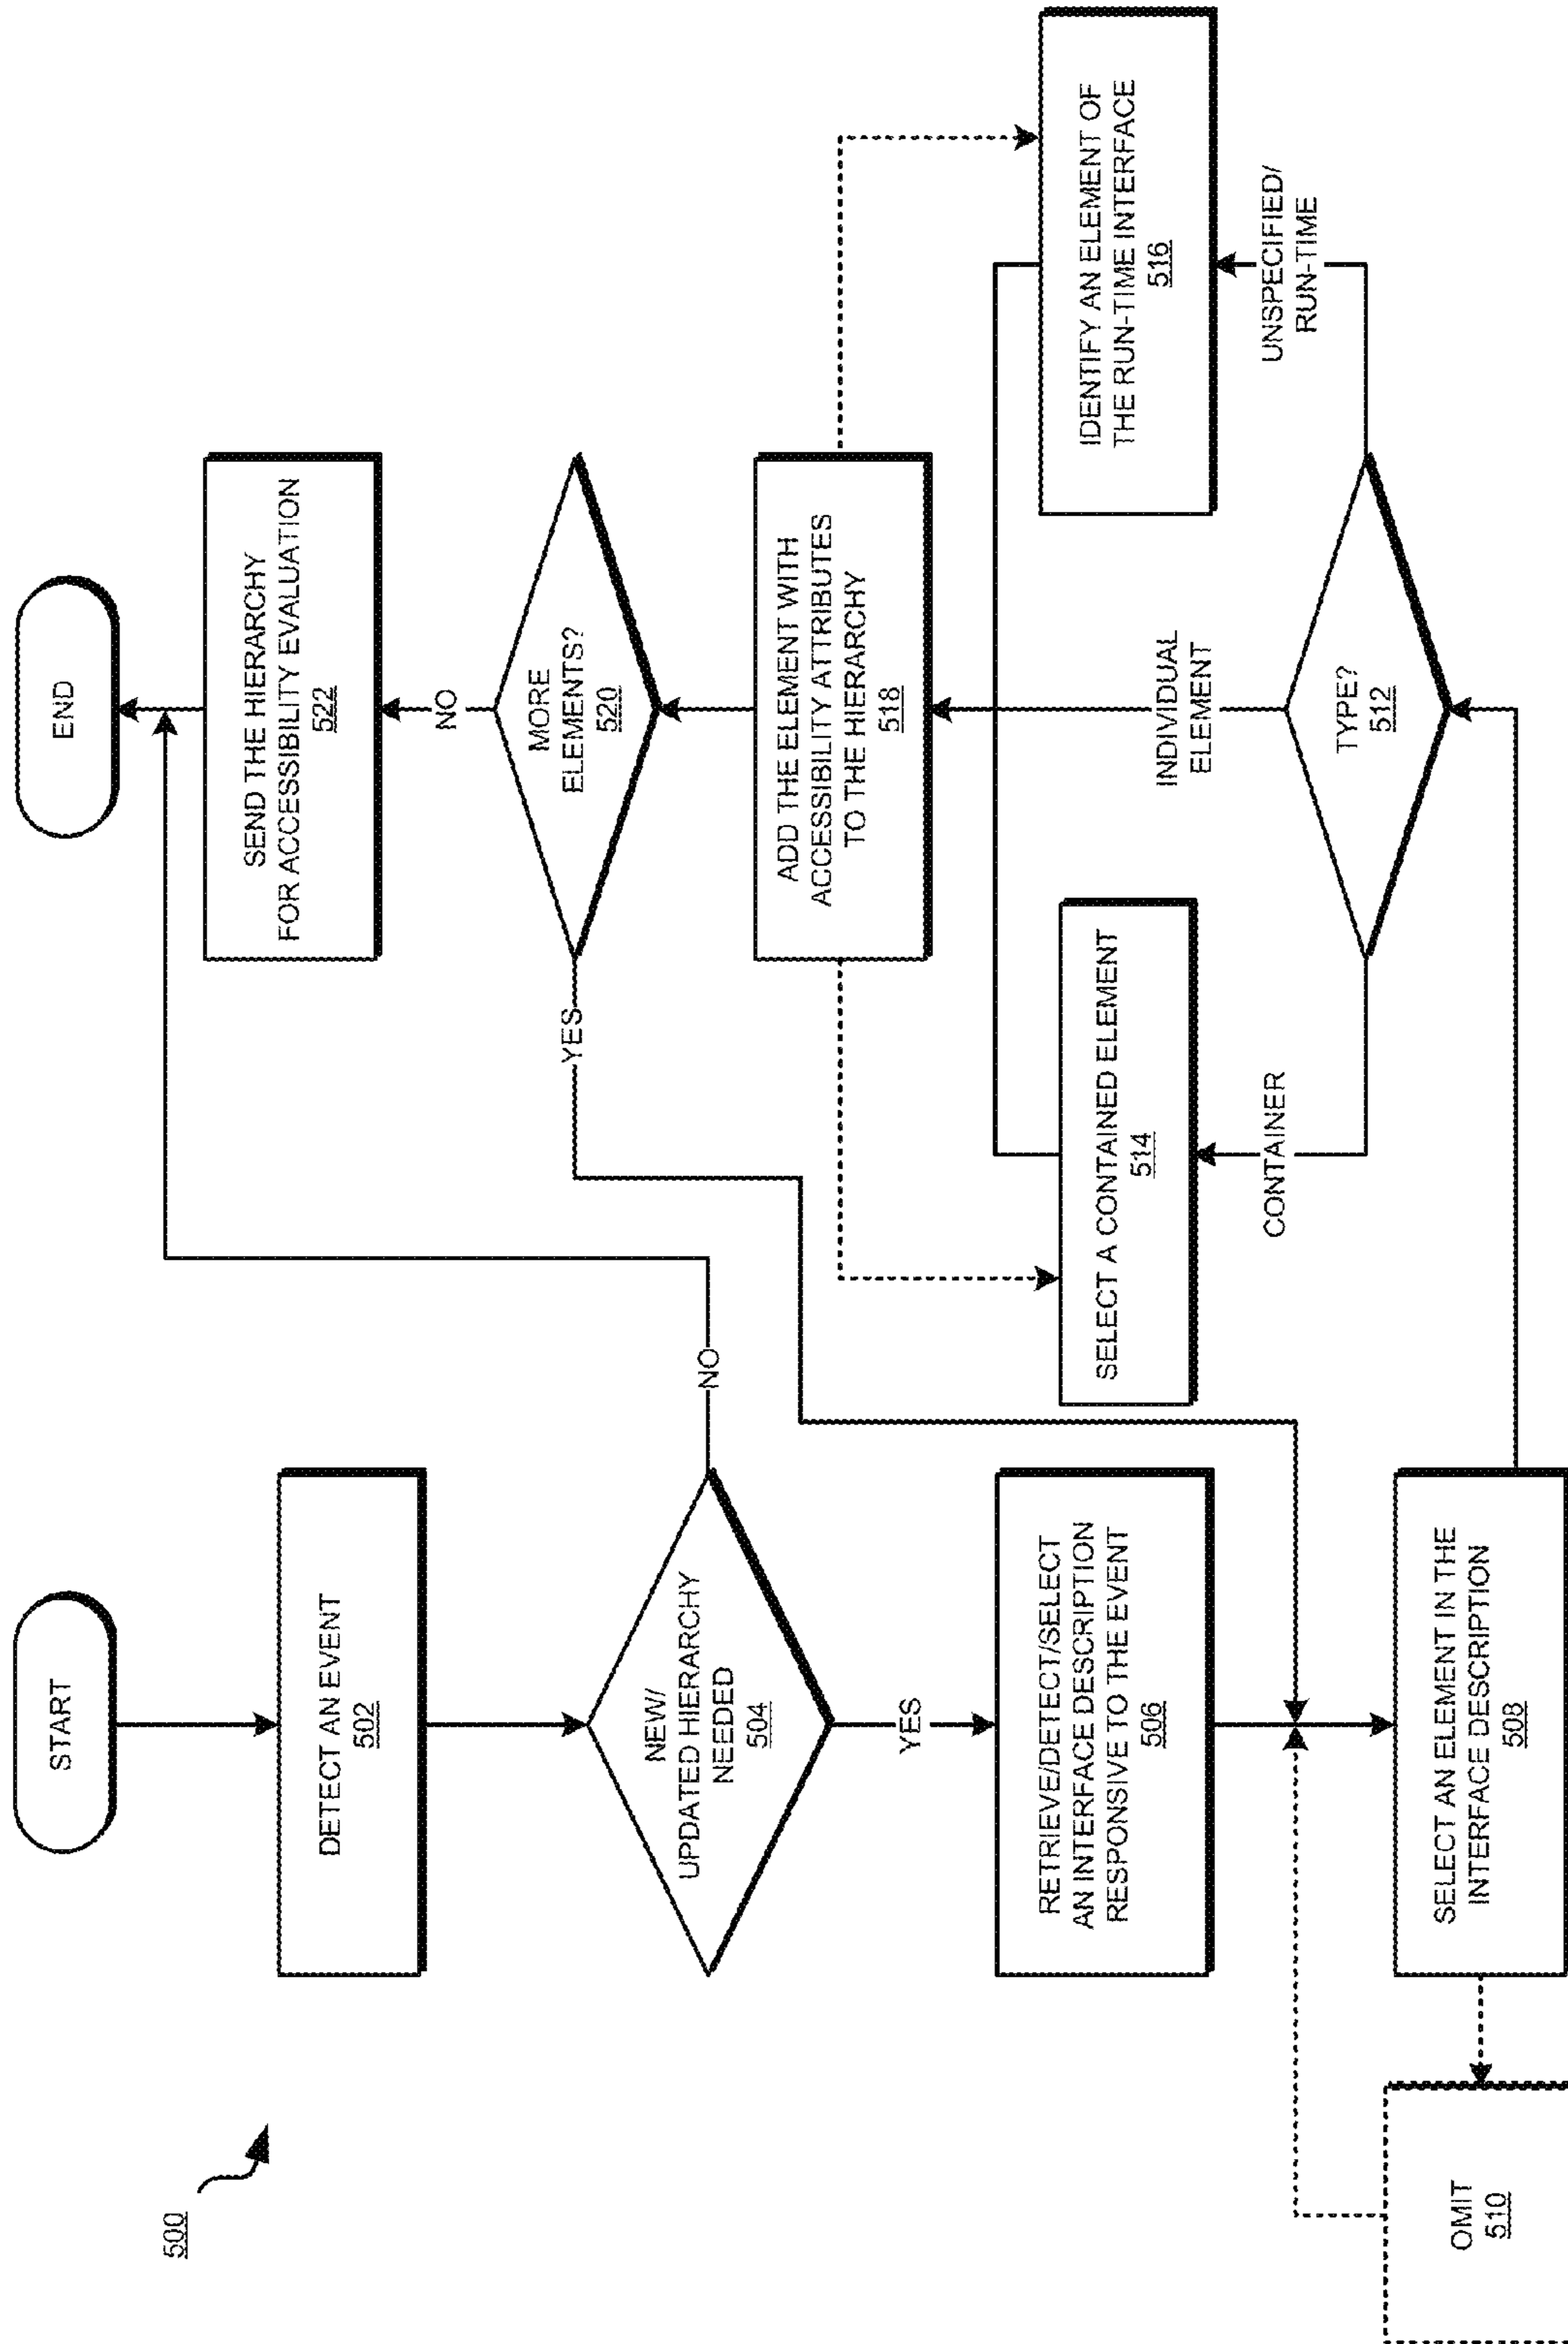 500
START
DETECT AN EVENT
502
NEW/
UPDATED HIERARCHY
NEEDED
504
NO
YES
RETRIEVE/DETECT/SELECT
AN INTERFACE DESCRIPTION
RESPONSIVE TO THE EVENT
506
SELECT AN ELEMENT IN THE
INTERFACE DESCRIPTION
508
OMIT
510
TYPE?
512
CONTAINER
INDIVIDUAL
ELEMENT
UNSPECIFIED/
RUN-TIME
SELECT A CONTAINED ELEMENT
514
IDENTIFY AN ELEMENT OF
THE RUN-TIME INTERFACE
516
ADD THE ELEMENT WITH
ACCESSIBILITY ATTRIBUTES
TO THE HIERARCHY
518
MORE
ELEMENTS?
520
YES
NO
SEND THE HIERARCHY
FOR ACCESSIBILITY EVALUATION
522
END